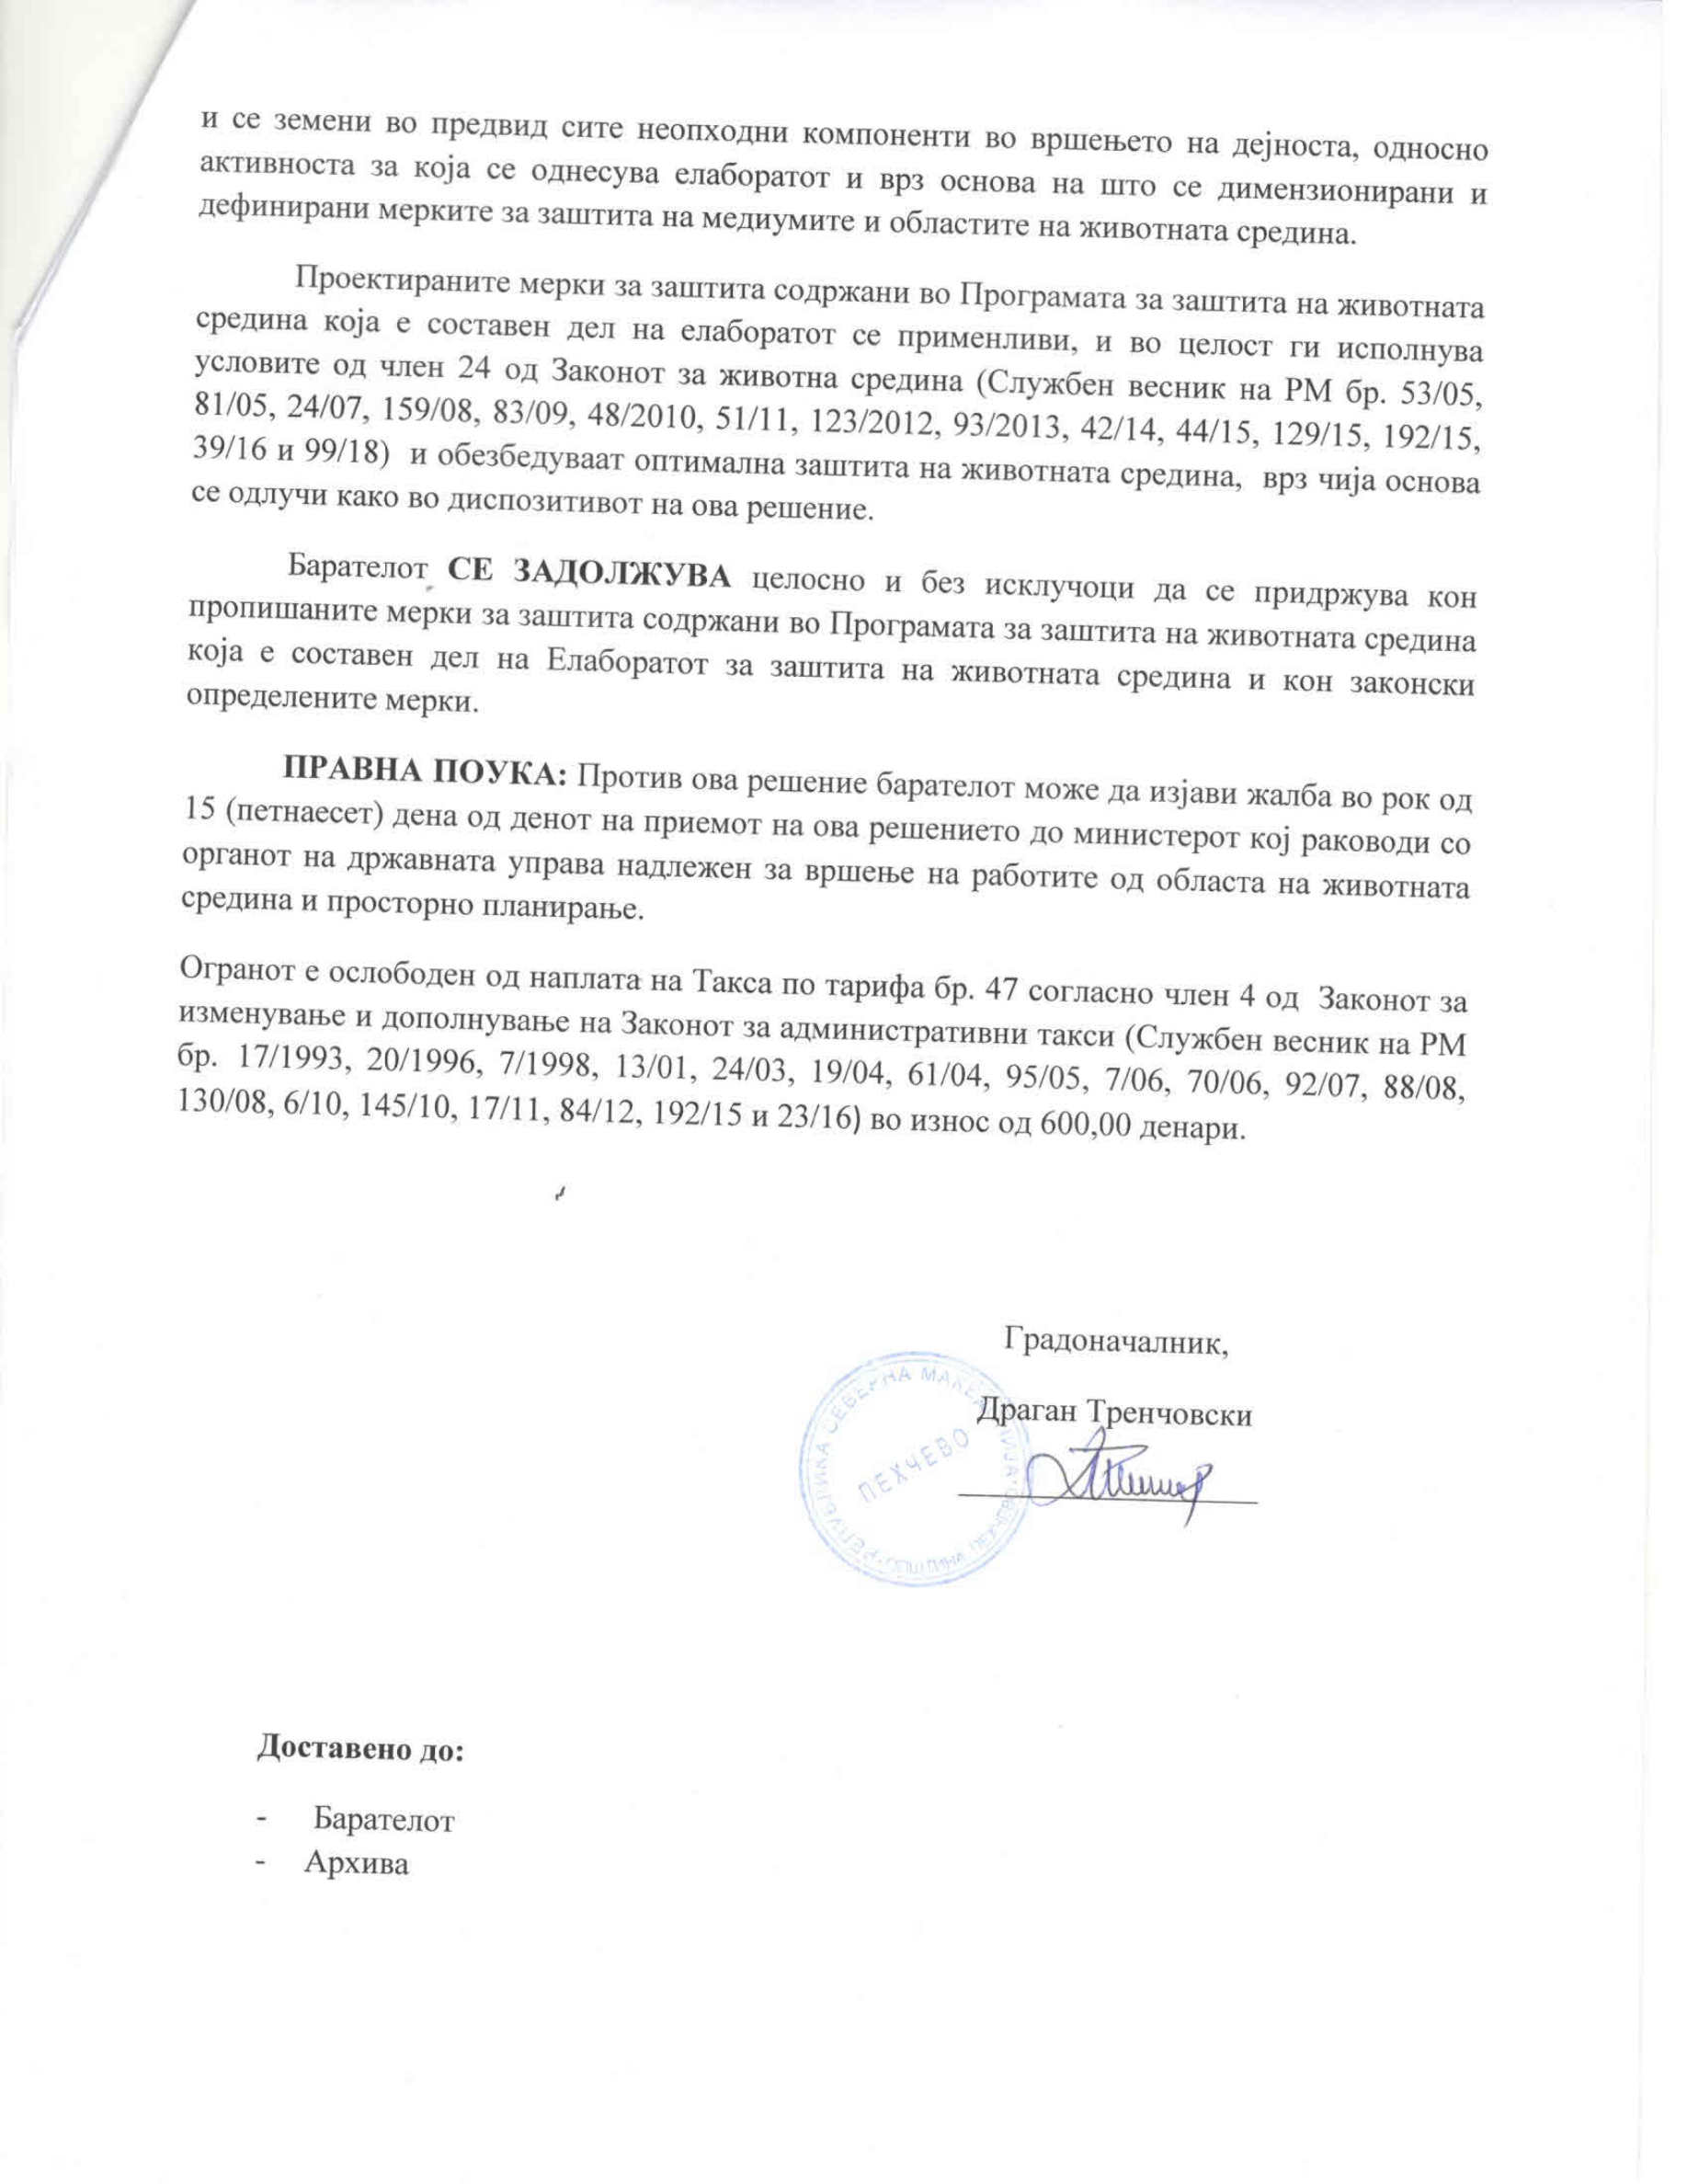 и се земени во предвид сите неопходни компоненти во вршењето на дејноста, односно
активноста за која се однесува елаборатот и врз основа на што се димензионирани и
дефинирани мерките за заштита на медиумите и областите на животната средина.
Проектираните мерки за заштита содржани во Програмата за заштита на животната
средина која е составен дел на елаборатот се применливи, и во целост ги исполнува
условите од член 24 од Законот за животна средина (Службен весник на РМ бр. 53/05,
81/05, 24/07, 159/08, 83/09, 48/2010, 51/11, 123/2012, 93/2013, 42/14, 44/15, 129/15, 192/15,
39/16 и 99/18) и обезбедуваат оптимална заштита на животната средина, врз чија основа
се одлучи како во диспозитивот на ова решение.
Барателот СЕ ЗАДОЛЖУВА целосно и без исклучоци да се придржува кон
пропишаните мерки за заштита содржани во Програмата за заштита на животната средина
која е составен дел на Елаборатот за заштита на животната средина и кон законски
определените мерки.
ПРАВНА ПОУКА: Против ова решение барателот може да изјави жалба во рок од
15 (петнаесет) дена од денот на приемот на ова решението до министерот кој раководи со
органот на државната управа надлежен за вршење на работите од областа на животната
средина и просторно планирање.
Огранот е ослободен од наплата на Такса по тарифа бр. 47 согласно член 4 од Законот за
изменување и дополнување на Законот за административни такси (Службен весник на РМ
бр. 17/1993, 20/1996, 7/1998, 13/01, 24/03, 19/04, 61/04, 95/05, 7/06, 70/06, 92/07, 88/08,
130/08, 6/10, 145/10, 17/11, 84/12, 192/15 и 23/16) во износ од 600,00 денари.
Градоначалник,
Драган Тренчовски
РЕПУБЛИКА СЕВЕРНА МАКЕДОНИЈА
ОПШТИНА ПЕХЧЕВО
ПЕХЧЕВО
Доставено до:
- Барателот
- Архива